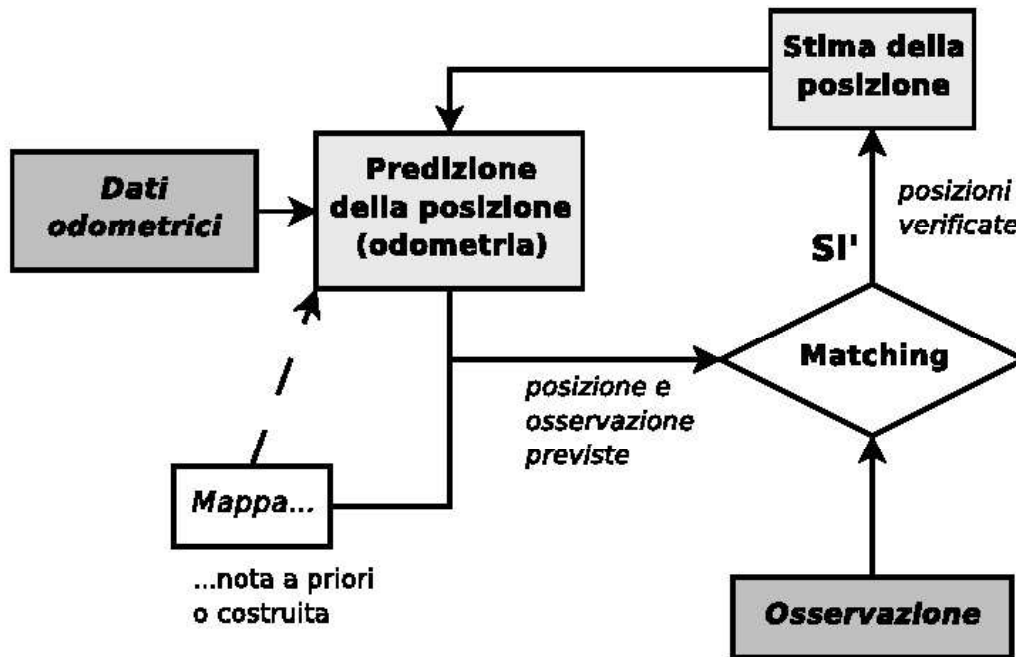 Stima della
posizione
Predizione
della posizione
(odometria)
Dati
odometrici
posizioni
verificate
SI'
Matching
posizione e
osservazione
previste
Mappa...
...nota a priori
o costruita
Osservazione